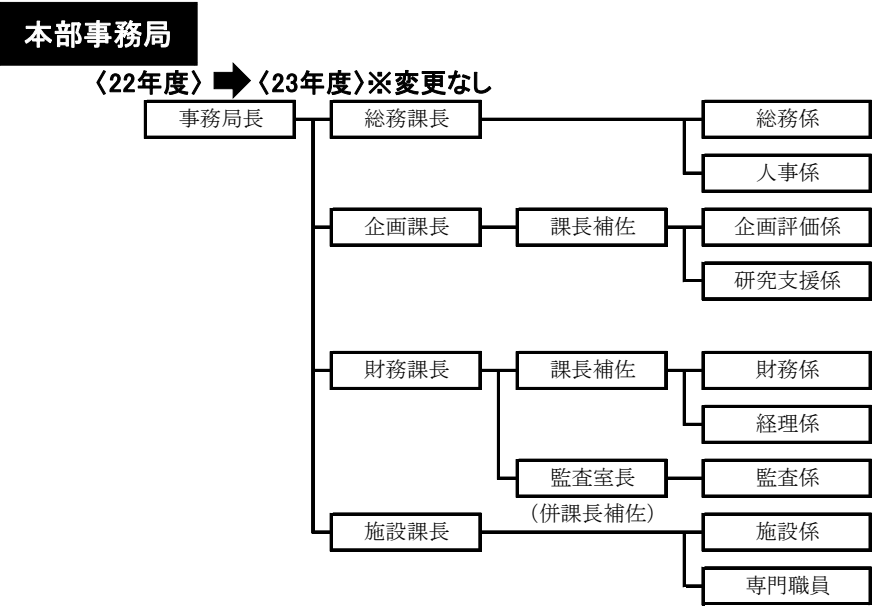 本部事務局
〈22年度〉 ➡ 〈23年度〉※変更なし
事務局長 総務課長 総務係
人事係
企画課長 課長補佐 企画評価係
研究支援係
財務課長 課長補佐 財務係
経理係
監査室長 監査係
（併課長補佐）
施設課長 施設係
専門職員